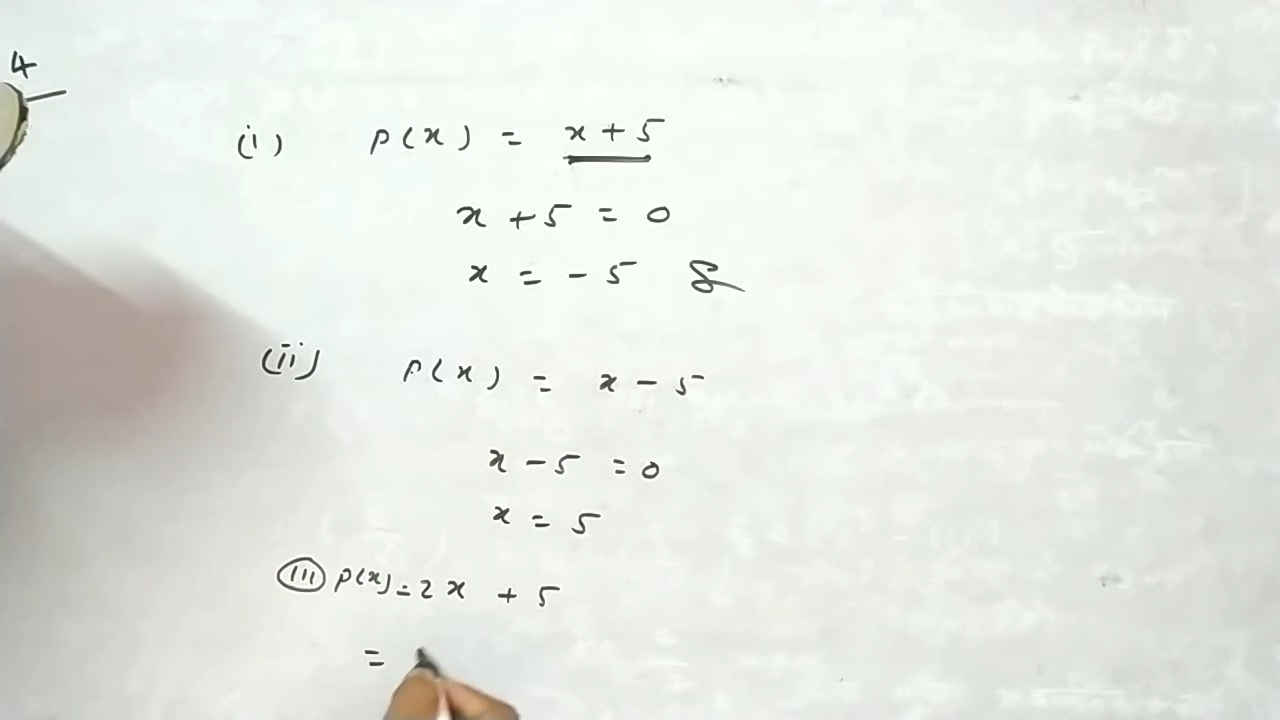 4
(i) P(x) = x + 5
x + 5 = 0
x = - 5
(ii) P(x) = x - 5
x - 5 = 0
x = 5
(iii) P(x) = 2x + 5
=